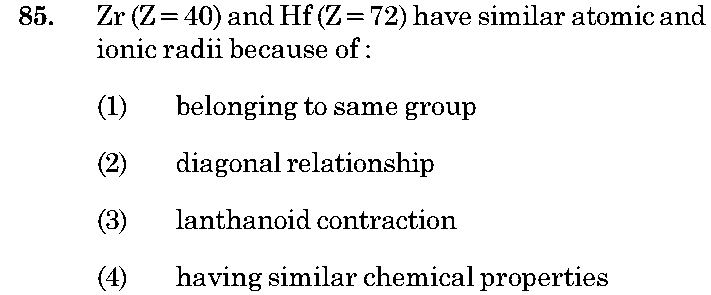 85. Zr (Z = 40) and Hf (Z = 72) have similar atomic and
ionic radii because of :
(1) belonging to same group
(2) diagonal relationship
(3) lanthanoid contraction
(4) having similar chemical properties